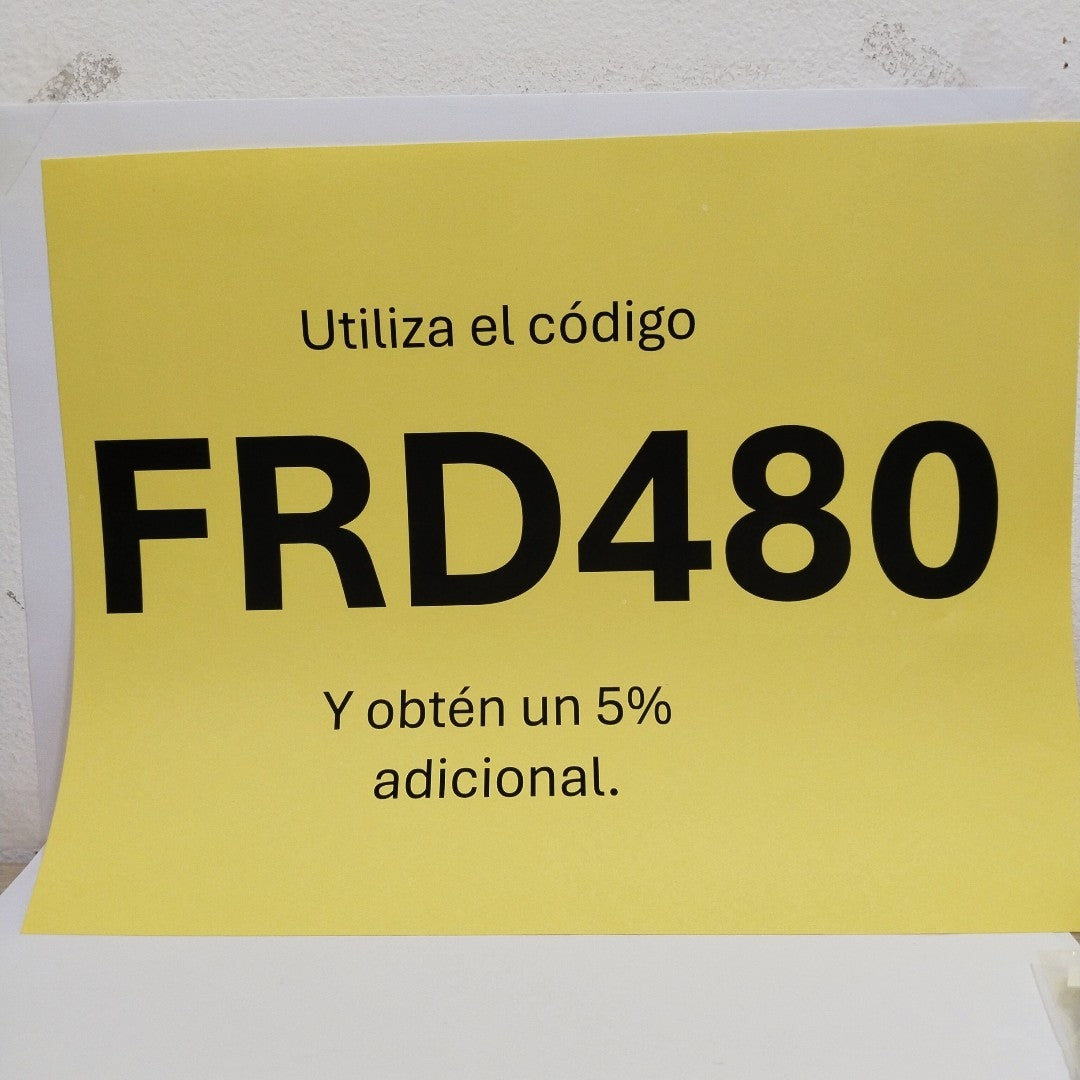 Utiliza el código
FRD480
Y obtén un 5%
adicional.